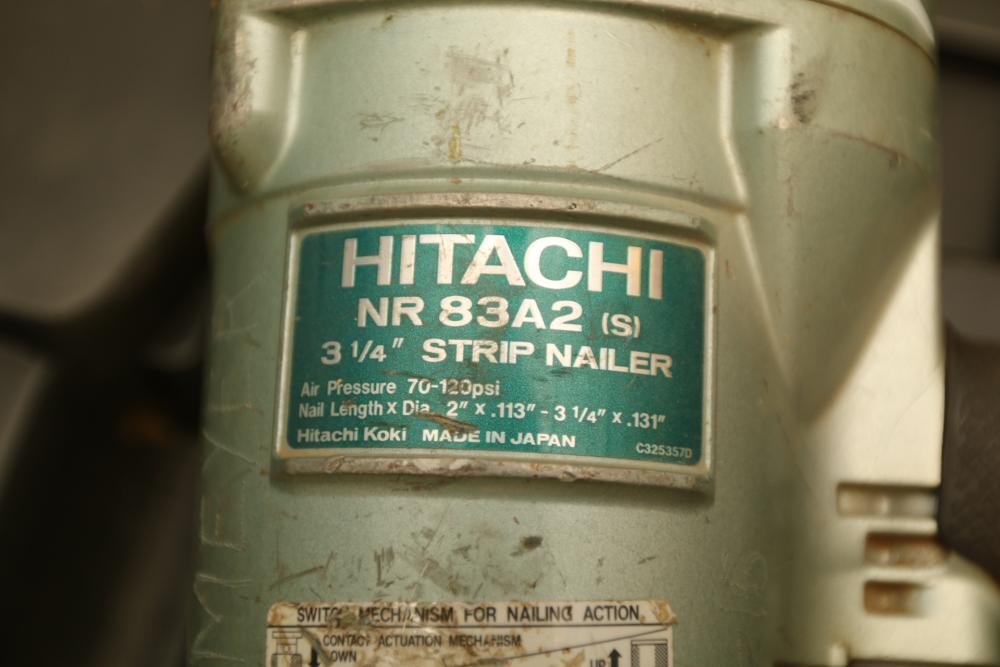 HITACHI
NR 83A2 (S)
3 1/4" STRIP NAILER
Air Pressure 70-120psi
Nail Length x Dia. 2" x .113" - 3 1/4" x .131"
Hitachi Koki MADE IN JAPAN
C325357D
SWITCH MECHANISM FOR NAILING ACTION
CONTACT ACTUATION MECHANISM
UP